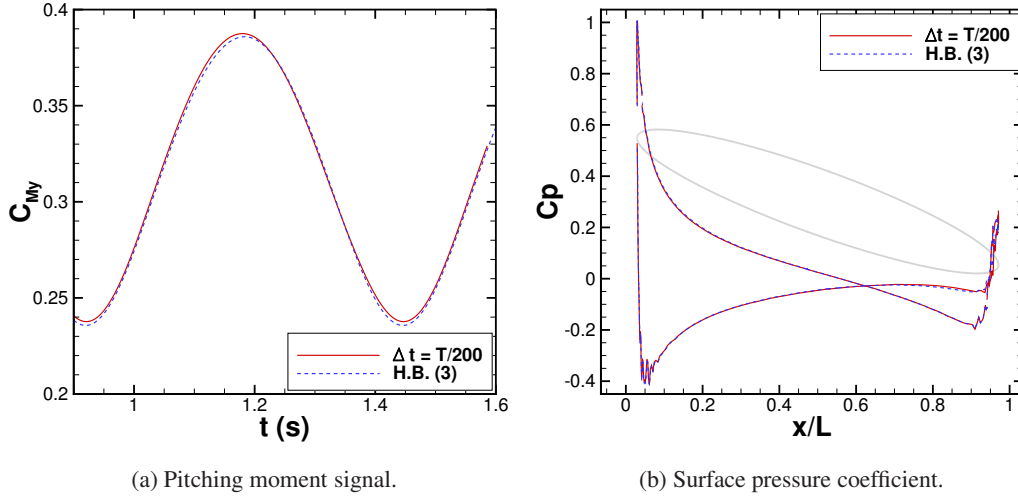 0.4
0.35
0.3
0.25
0.2
C_My
Δ t = T/200
H.B. (3)
1
1.2
1.4
1.6
t (s)
(a) Pitching moment signal.
1
0.8
0.6
0.4
0.2
0
-0.2
-0.4
Cp
Δt = T/200
H.B. (3)
0
0.2
0.4
0.6
0.8
1
x/L
(b) Surface pressure coefficient.